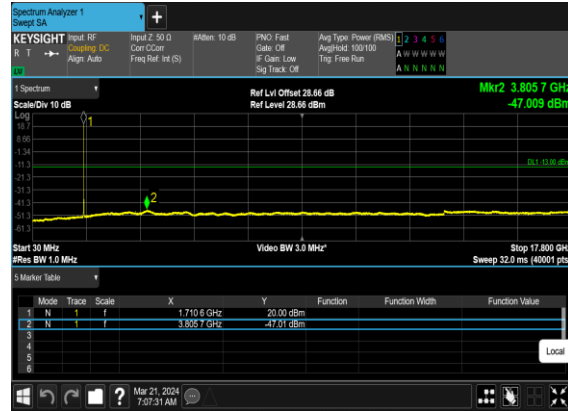 Spectrum Analyzer 1
Swept SA
KEYSIGHT Input: RF Input Z: 50 Ω #Atten: 10 dB PNO: Fast Avg Type: Power (RMS) 1 2 3 4 5 6
R T Coupling: DC Corr CCorr Gate: Off Avg|Hold: 100/100 A W W W W W
Align: Auto Freq Ref: Int (S) IF Gain: Low Trig: Free Run
Sig Track: Off A N N N N N
1 Spectrum Ref Lvl Offset 28.66 dB Mkr2 3.805 7 GHz
Scale/Div 10 dB Ref Level 28.66 dBm -47.009 dBm
Log
18.7
8.66
-1.34
-11.3 DL1 -13.00 dBm
-21.3
-31.3
-41.3
-51.3
-61.3
1
2
Start 30 MHz Video BW 3.0 MHz* Stop 17.800 GHz
#Res BW 1.0 MHz Sweep 32.0 ms (40001 pts)
5 Marker Table
Mode Trace Scale X Y Function Function Width Function Value
1 N 1 f 1.710 6 GHz 20.00 dBm
2 N 1 f 3.805 7 GHz -47.01 dBm
3
4
5
6
Local
? Mar 21, 2024
7:07:31 AM